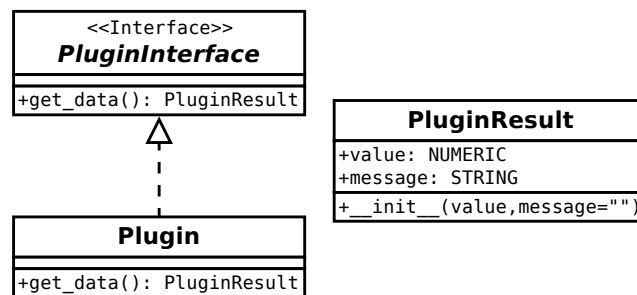 <<Interface>>
PluginInterface
+get_data(): PluginResult
PluginResult
+value: NUMERIC
+message: STRING
+__init__(value,message="")
Plugin
+get_data(): PluginResult